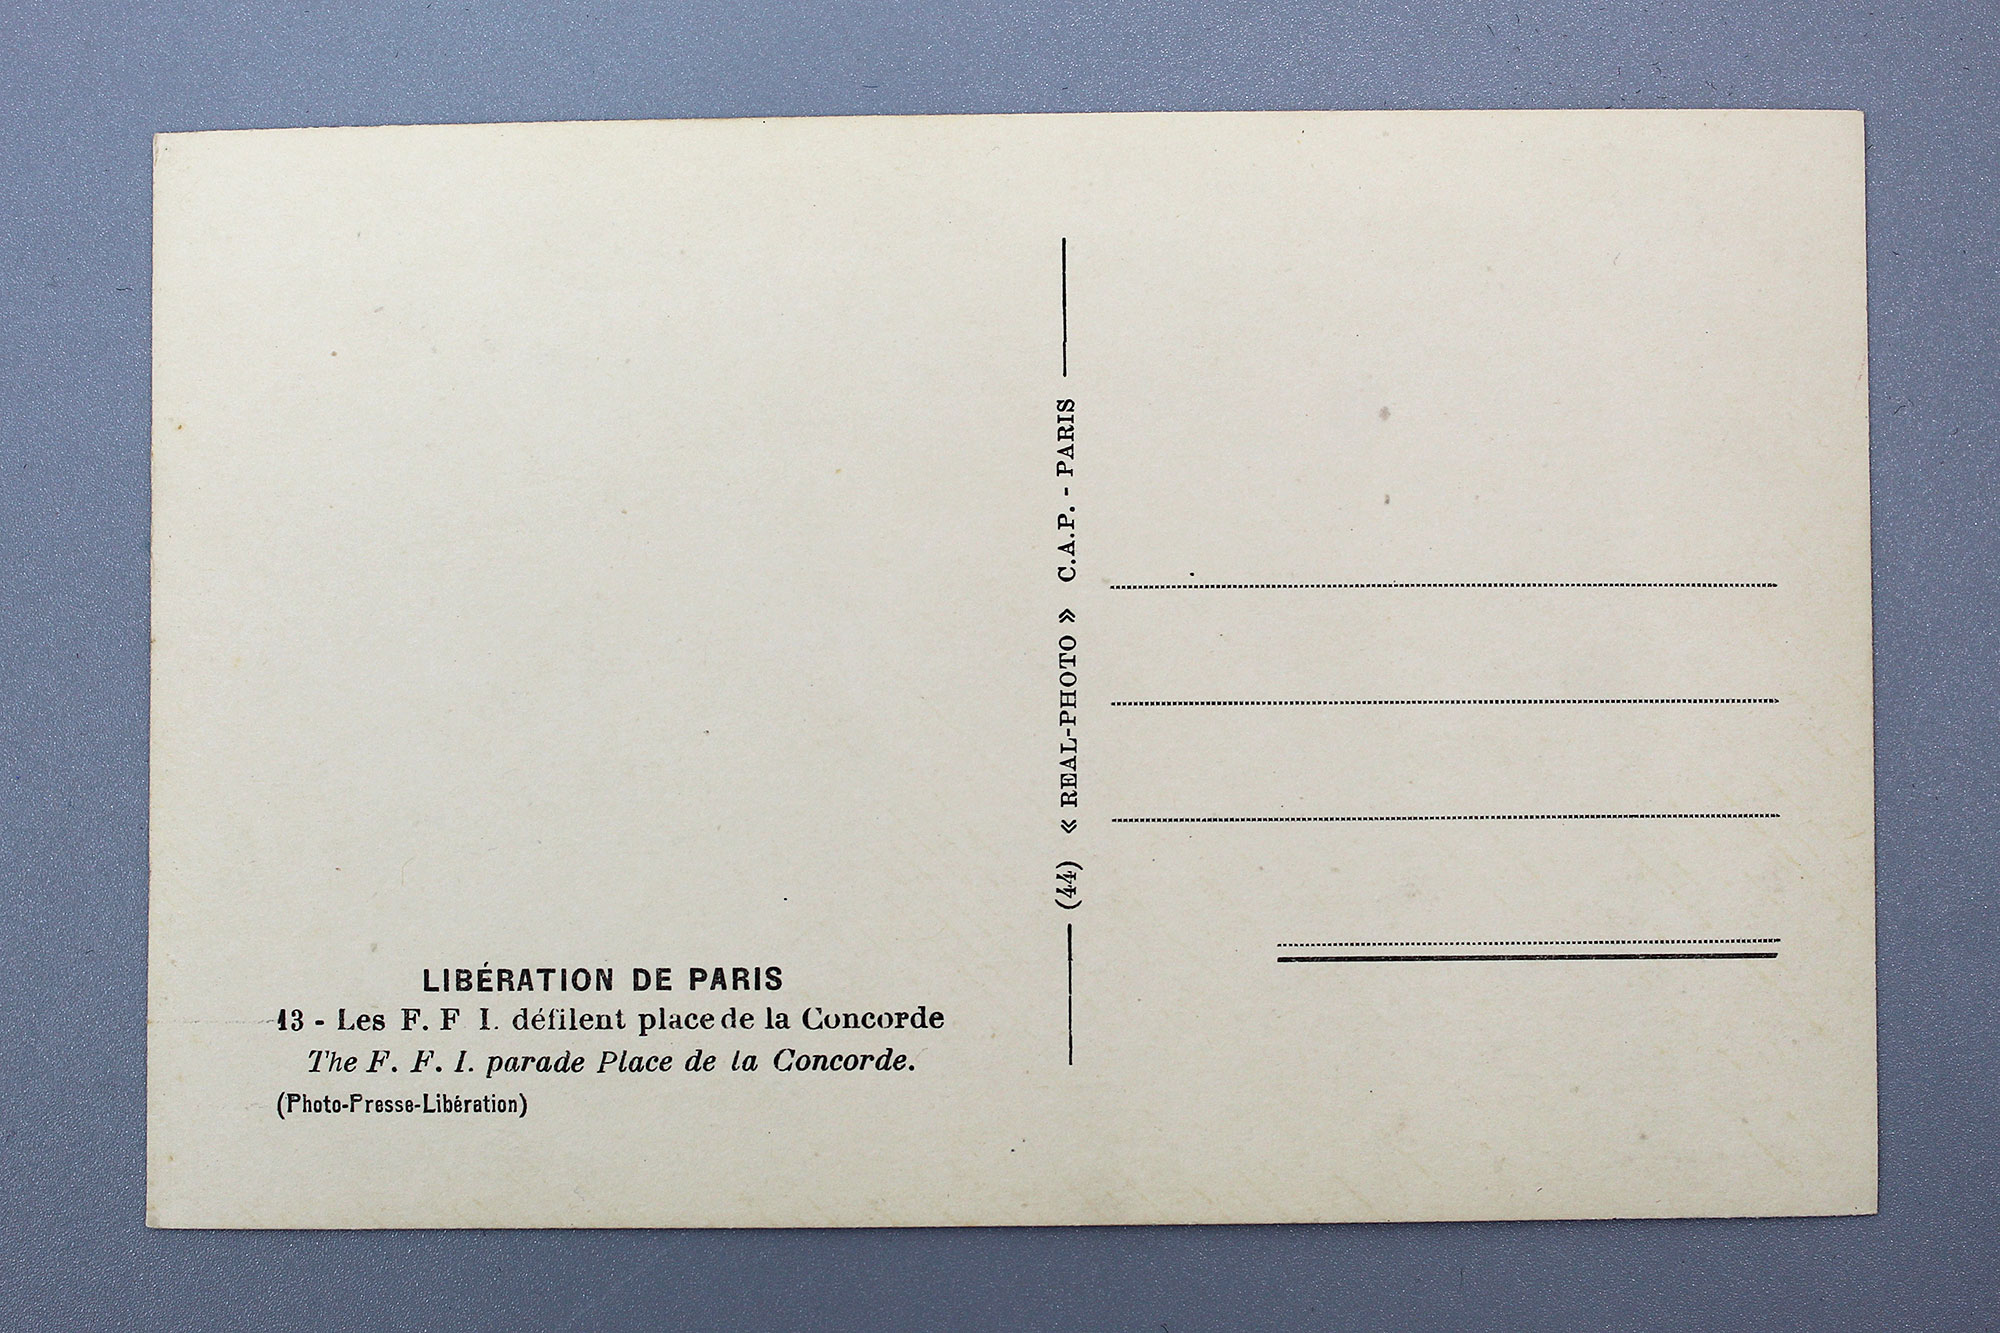 LIBÉRATION DE PARIS
13 - Les F. F I. défilent place de la Concorde
The F. F. I. parade Place de la Concorde.
(Photo-Presse-Libération)
(44) « REAL-PHOTO » C.A.P. - PARIS